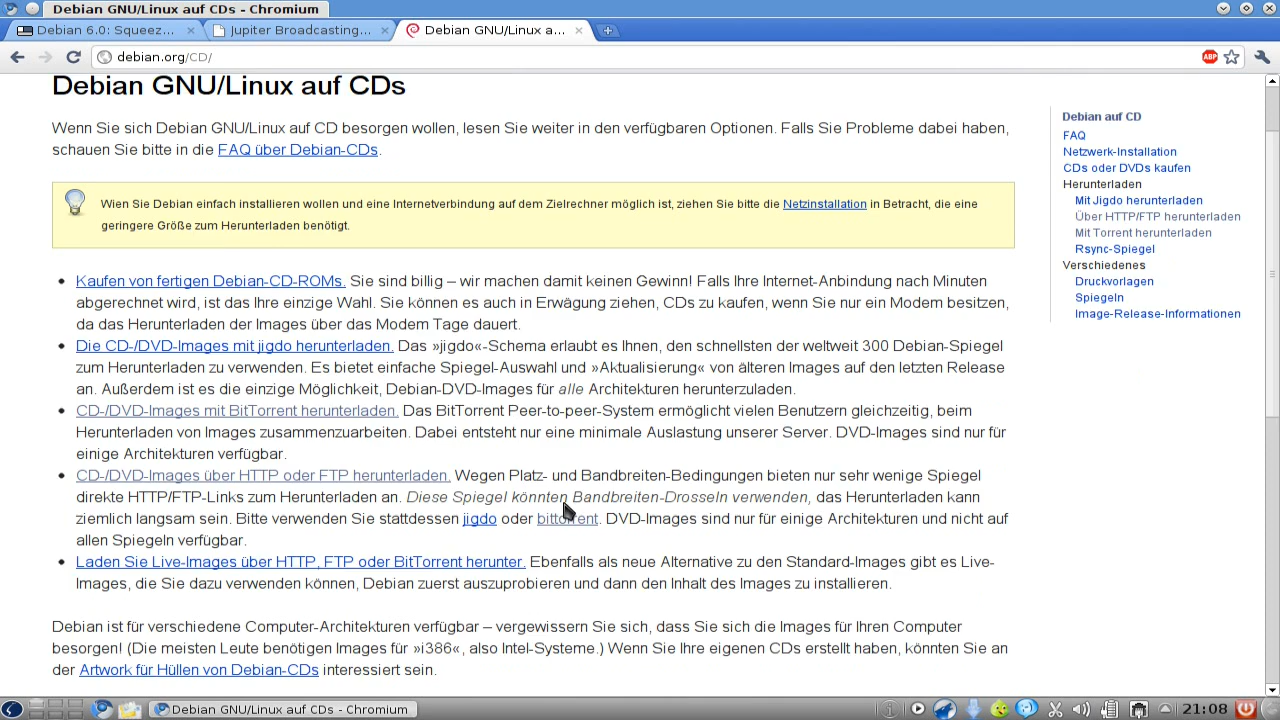 Debian GNU/Linux auf CDs - Chromium
Debian 6.0: Squeez...
Jupiter Broadcasting...
Debian GNU/Linux a...
debian.org/CD/
ABP
Debian GNU/Linux auf CDs
Wenn Sie sich Debian GNU/Linux auf CD besorgen wollen, lesen Sie weiter in den verfügbaren Optionen. Falls Sie Probleme dabei haben,
schauen Sie bitte in die FAQ über Debian-CDs.
Wien Sie Debian einfach installieren wollen und eine Internetverbindung auf dem Zielrechner möglich ist, ziehen Sie bitte die Netzinstallation in Betracht, die eine
geringere Größe zum Herunterladen benötigt.
Kaufen von fertigen Debian-CD-ROMs. Sie sind billig – wir machen damit keinen Gewinn! Falls Ihre Internet-Anbindung nach Minuten
abgerechnet wird, ist das Ihre einzige Wahl. Sie können es auch in Erwägung ziehen, CDs zu kaufen, wenn Sie nur ein Modem besitzen,
da das Herunterladen der Images über das Modem Tage dauert.
Die CD-/DVD-Images mit jigdo herunterladen. Das »jigdo«-Schema erlaubt es Ihnen, den schnellsten der weltweit 300 Debian-Spiegel
zum Herunterladen zu verwenden. Es bietet einfache Spiegel-Auswahl und »Aktualisierung« von älteren Images auf den letzten Release
an. Außerdem ist es die einzige Möglichkeit, Debian-DVD-Images für alle Architekturen herunterzuladen.
CD-/DVD-Images mit BitTorrent herunterladen. Das BitTorrent Peer-to-peer-System ermöglicht vielen Benutzern gleichzeitig, beim
Herunterladen von Images zusammenzuarbeiten. Dabei entsteht nur eine minimale Auslastung unserer Server. DVD-Images sind nur für
einige Architekturen verfügbar.
CD-/DVD-Images über HTTP oder FTP herunterladen. Wegen Platz- und Bandbreiten-Bedingungen bieten nur sehr wenige Spiegel
direkte HTTP/FTP-Links zum Herunterladen an. Diese Spiegel könnten Bandbreiten-Drosseln verwenden, das Herunterladen kann
ziemlich langsam sein. Bitte verwenden Sie stattdessen jigdo oder bittorrent. DVD-Images sind nur für einige Architekturen und nicht auf
allen Spiegeln verfügbar.
Laden Sie Live-Images über HTTP, FTP oder BitTorrent herunter. Ebenfalls als neue Alternative zu den Standard-Images gibt es Live-
Images, die Sie dazu verwenden können, Debian zuerst auszuprobieren und dann den Inhalt des Images zu installieren.
Debian ist für verschiedene Computer-Architekturen verfügbar – vergewissern Sie sich, dass Sie sich die Images für Ihren Computer
besorgen! (Die meisten Leute benötigen Images für »i386«, also Intel-Systeme.) Wenn Sie Ihre eigenen CDs erstellt haben, könnten Sie an
der Artwork für Hüllen von Debian-CDs interessiert sein.
Debian auf CD
FAQ
Netzwerk-Installation
CDs oder DVDs kaufen
Herunterladen
Mit Jigdo herunterladen
Über HTTP/FTP herunterladen
Mit Torrent herunterladen
Rsync-Spiegel
Verschiedenes
Druckvorlagen
Spiegeln
Image-Release-Informationen
Debian GNU/Linux auf CDs - Chromium
21:08